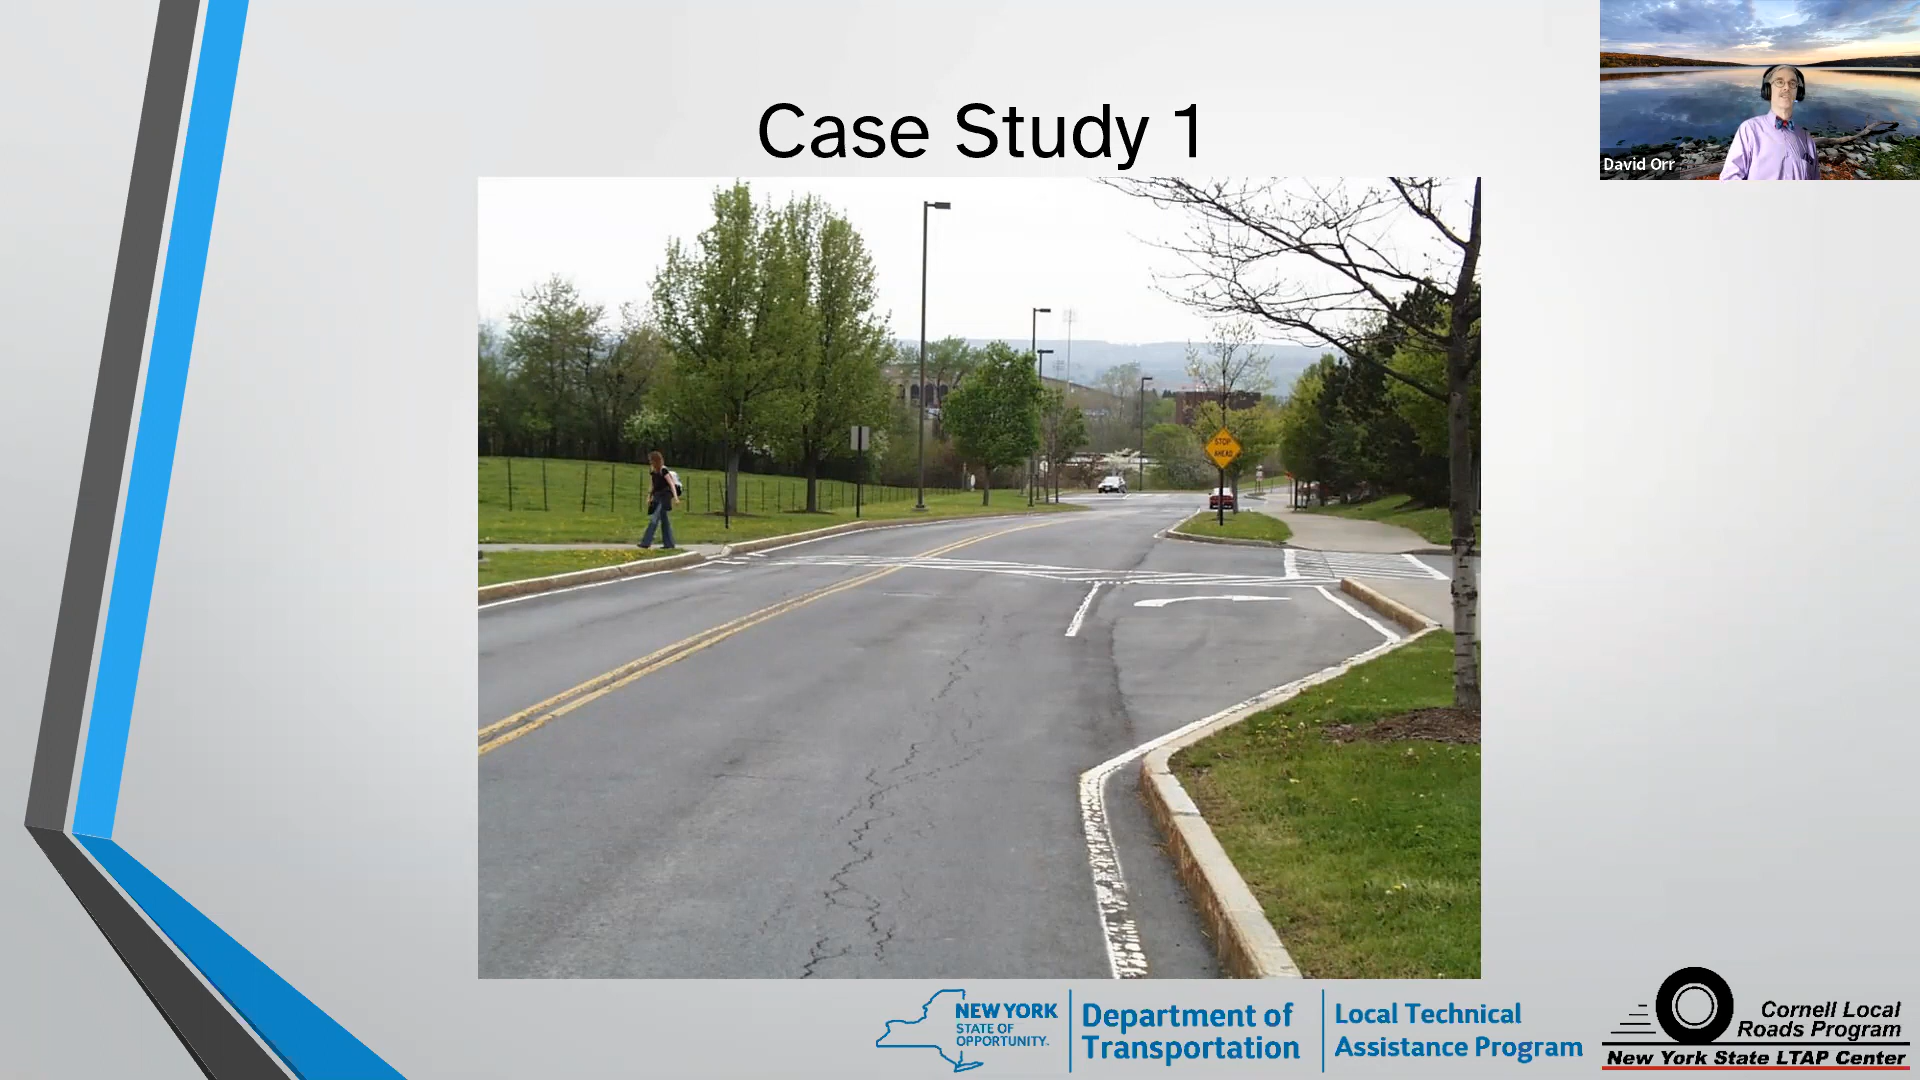 Case Study 1
David Orr
STOP
AHEAD
NEW YORK
STATE OF
OPPORTUNITY.
Department of
Transportation
Local Technical
Assistance Program
Cornell Local
Roads Program
New York State LTAP Center